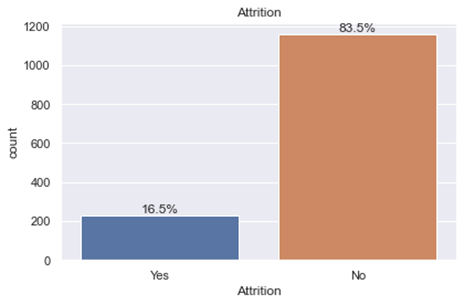 Attrition
1200
83.5%
1000
800
count
600
400
200
16.5%
0
Yes
No
Attrition